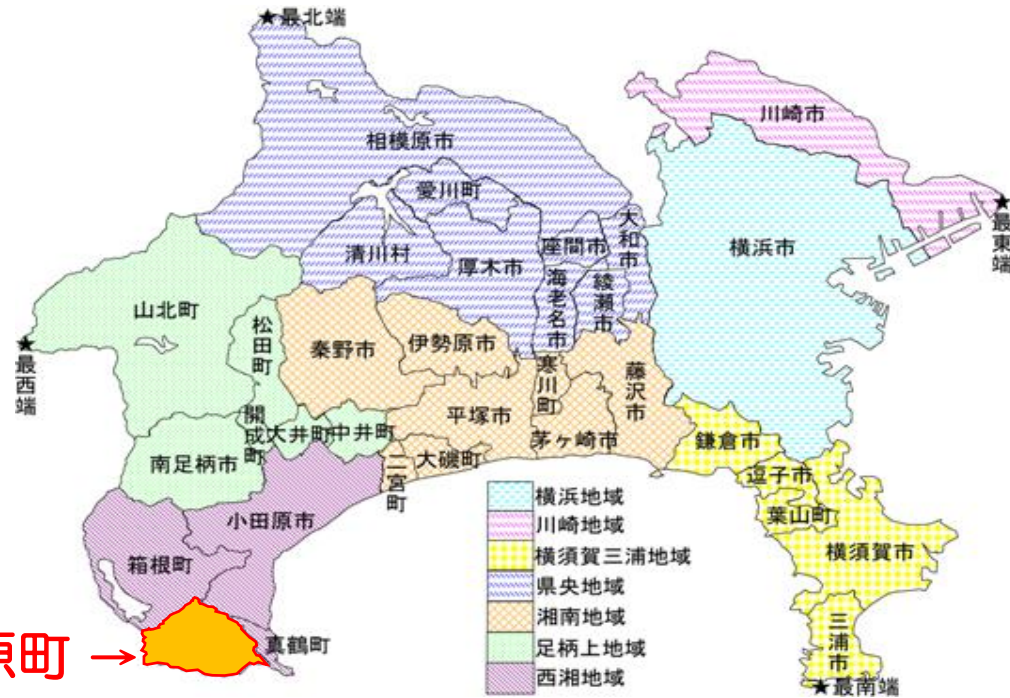 ★最北端
川崎市
相模原市
愛川町
大和市
★最東端
座間市
横浜市
清川村
厚木市
海老名市
綾瀬市
山北町
松田町
秦野市
伊勢原市
寒川町
藤沢市
★最西端
開成町
大井町
中井町
平塚市
茅ヶ崎市
鎌倉市
南足柄市
二宮町
大磯町
逗子市
葉山町
小田原市
横須賀市
箱根町
横浜地域
川崎地域
横須賀三浦地域
県央地域
湘南地域
足柄上地域
西湘地域
三浦市
真鶴町
原町 →
★最南端